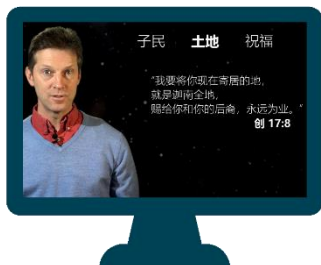 子民 土地 祝福
“我要将你现在寄居的地，
就是迦南全地，
赐给你和你的后裔，永远为业。”
创 17:8